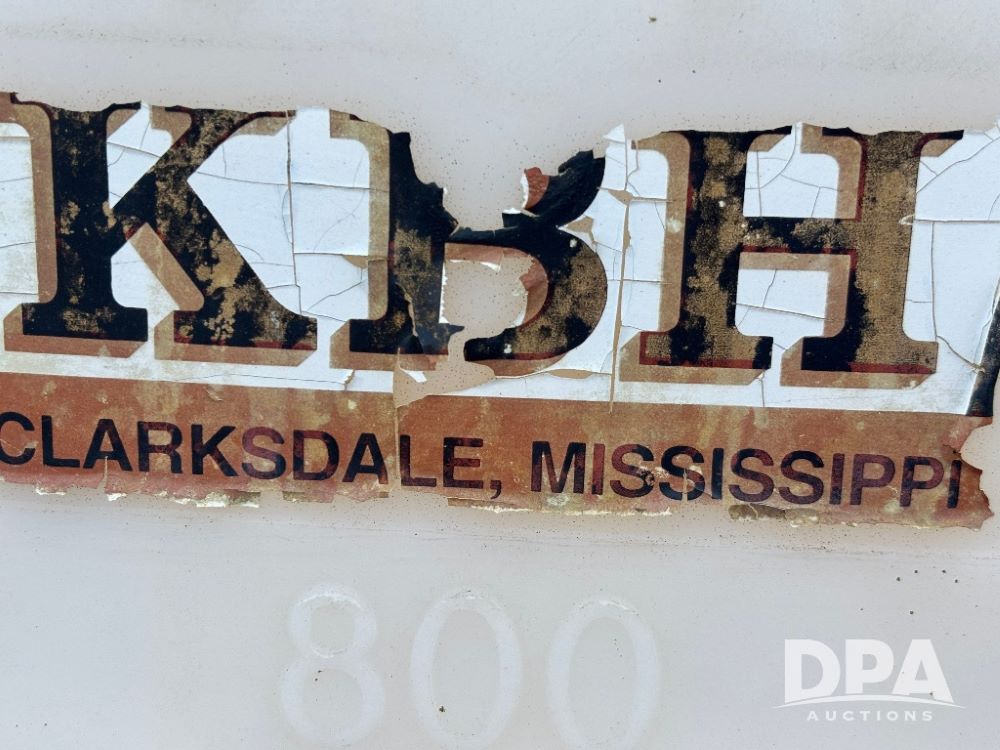 KBH
CLARKSDALE, MISSISSIPPI
800
DPA
AUCTIONS